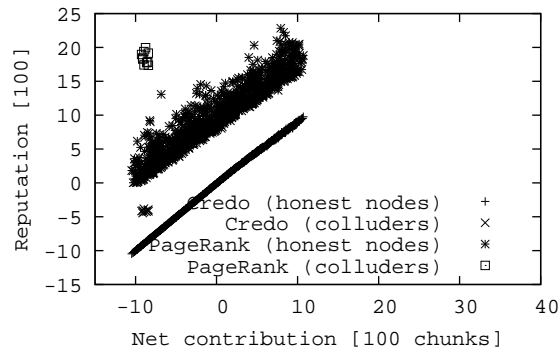 25
20
15
10
5
0
-5
-10
-15
Reputation [100]
Credo (honest nodes)
Credo (colluders)
PageRank (honest nodes)
PageRank (colluders)
-10 0 10 20 30 40
Net contribution [100 chunks]